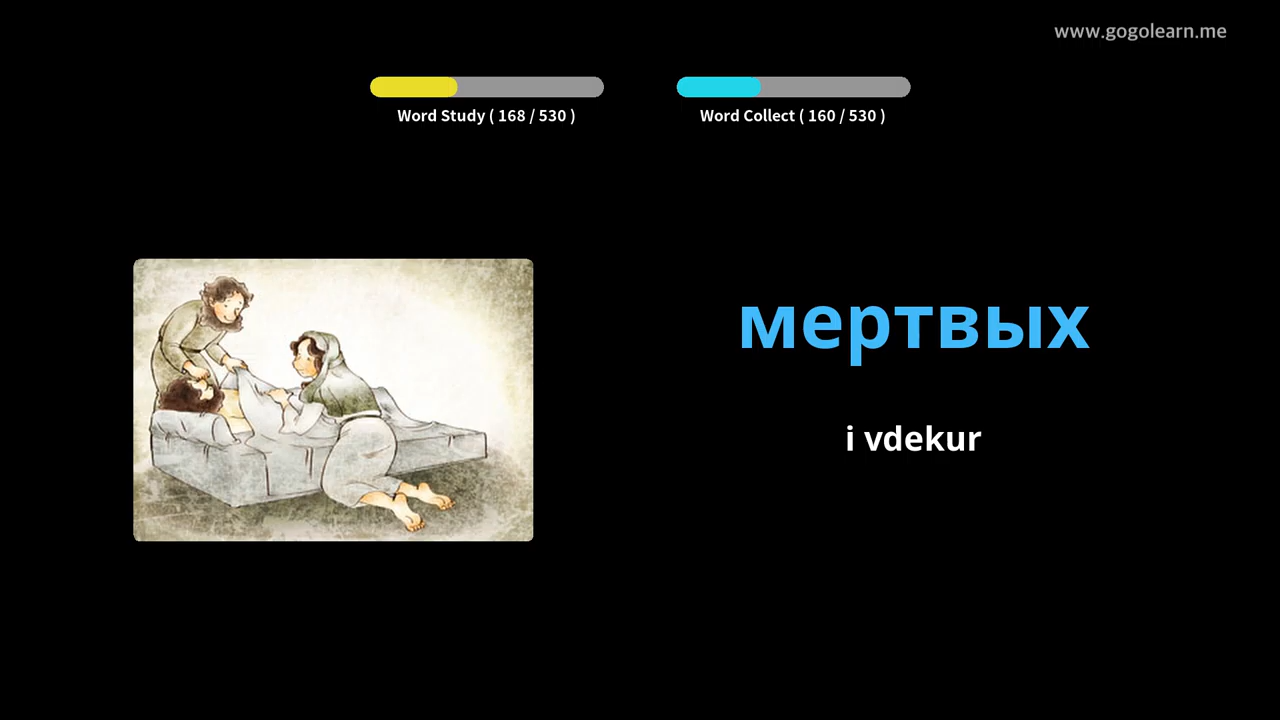 www.gogolearn.me
Word Study ( 168 / 530 )
Word Collect ( 160 / 530 )
мертвых
i vdekur